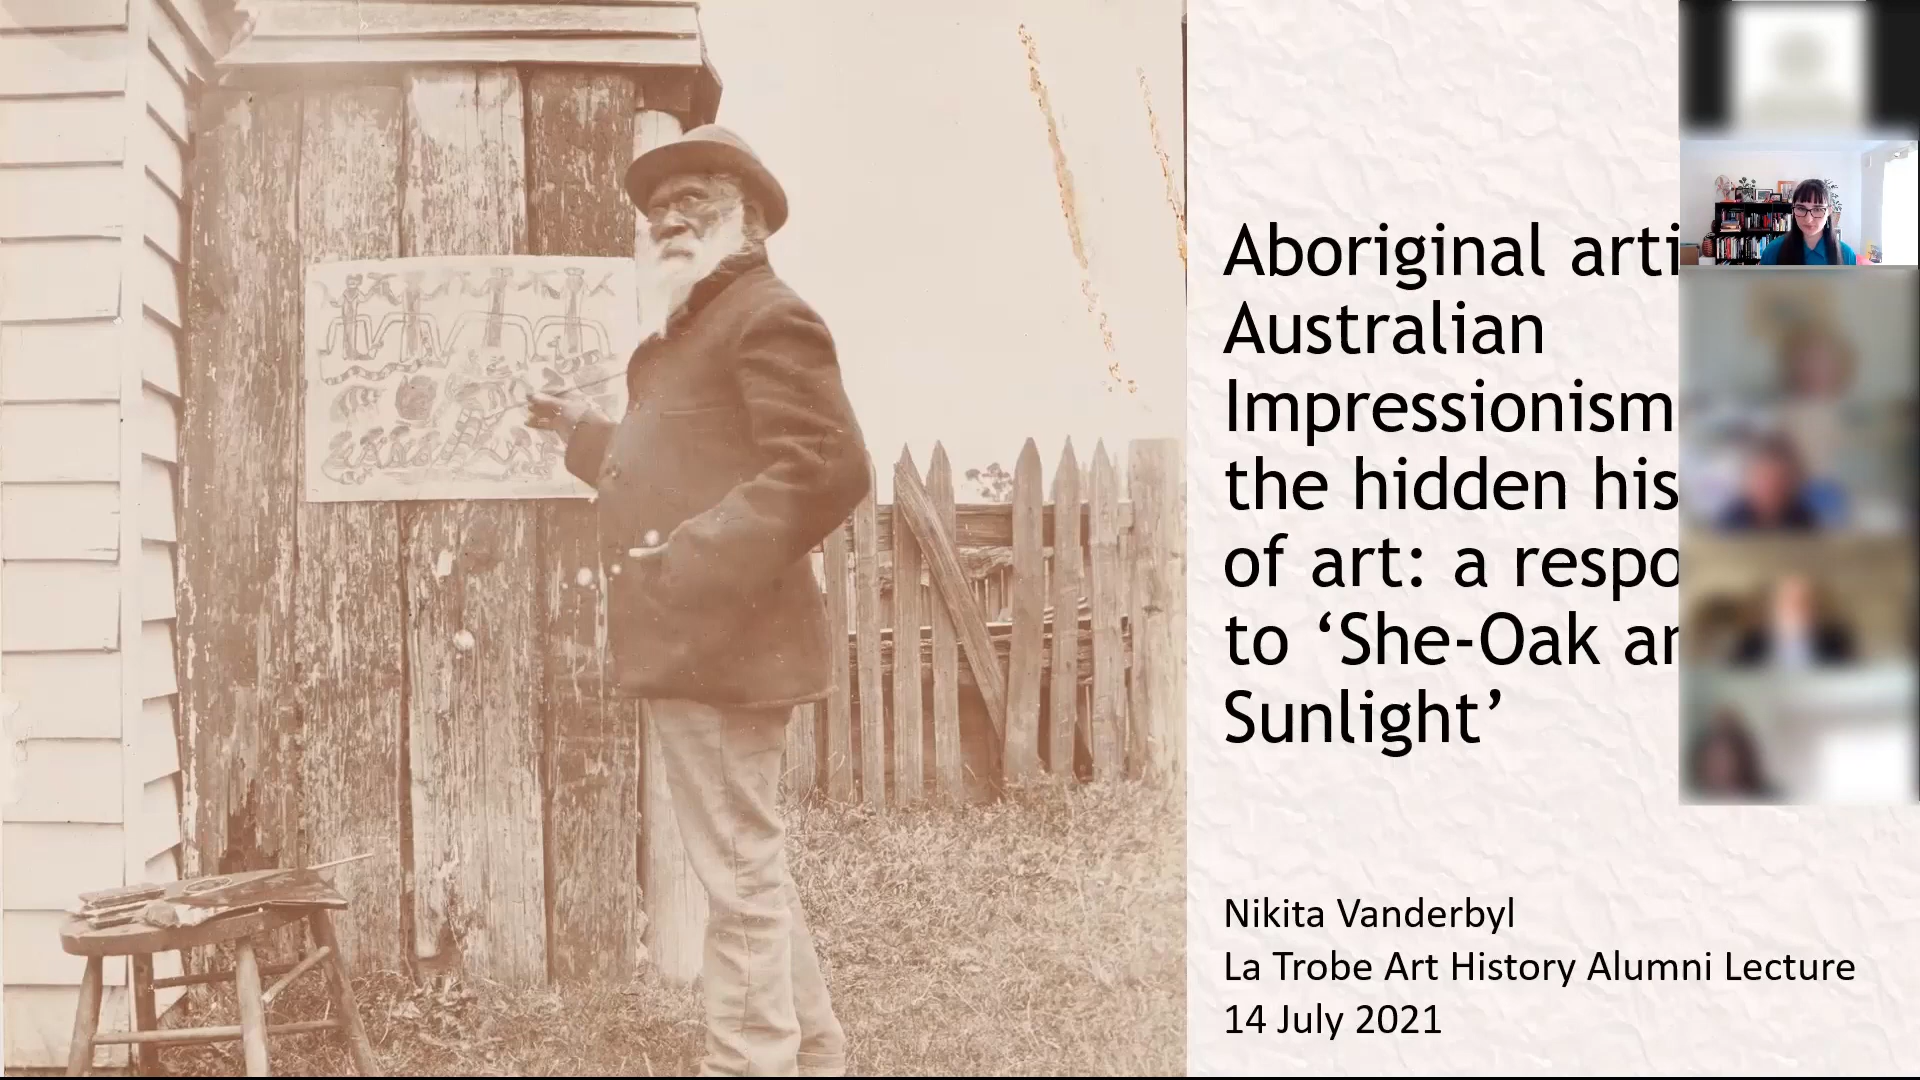 Aboriginal arti
Australian
Impressionism
the hidden his
of art: a respo
to ‘She-Oak an
Sunlight’
Nikita Vanderbyl
La Trobe Art History Alumni Lecture
14 July 2021